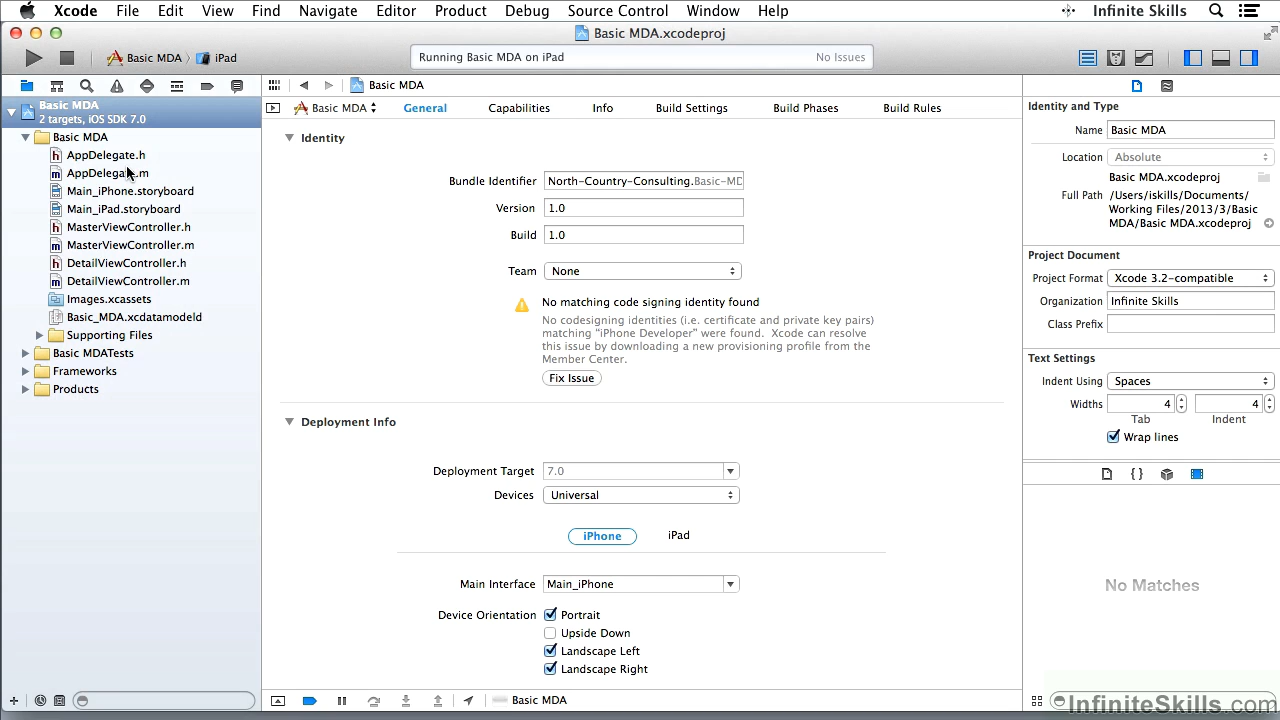 Xcode File Edit View Find Navigate Editor Product Debug Source Control Window Help Infinite Skills
Basic MDA.xcodeproj
Basic MDA iPad
Running Basic MDA on iPad No Issues
Basic MDA
2 targets, iOS SDK 7.0
Basic MDA
AppDelegate.h
AppDelegate.m
Main_iPhone.storyboard
Main_iPad.storyboard
MasterViewController.h
MasterViewController.m
DetailViewController.h
DetailViewController.m
Images.xcassets
Basic_MDA.xcdatamodeld
Supporting Files
Basic MDATests
Frameworks
Products
Basic MDA
Basic MDA General Capabilities Info Build Settings Build Phases Build Rules
Identity
Bundle Identifier North-Country-Consulting.Basic-MD
Version 1.0
Build 1.0
Team None
No matching code signing identity found
No codesigning identities (i.e. certificate and private key pairs)
matching "iPhone Developer" were found. Xcode can resolve
this issue by downloading a new provisioning profile from the
Member Center.
Fix Issue
Deployment Info
Deployment Target 7.0
Devices Universal
iPhone iPad
Main Interface Main_iPhone
Device Orientation Portrait
Upside Down
Landscape Left
Landscape Right
Basic MDA
Identity and Type
Name Basic MDA
Location Absolute
Basic MDA.xcodeproj
Full Path /Users/iskills/Documents/
Working Files/2013/3/Basic
MDA/Basic MDA.xcodeproj
Project Document
Project Format Xcode 3.2-compatible
Organization Infinite Skills
Class Prefix
Text Settings
Indent Using Spaces
Widths 4 4
Tab Indent
Wrap lines
{ }
No Matches
InfiniteSkills.com